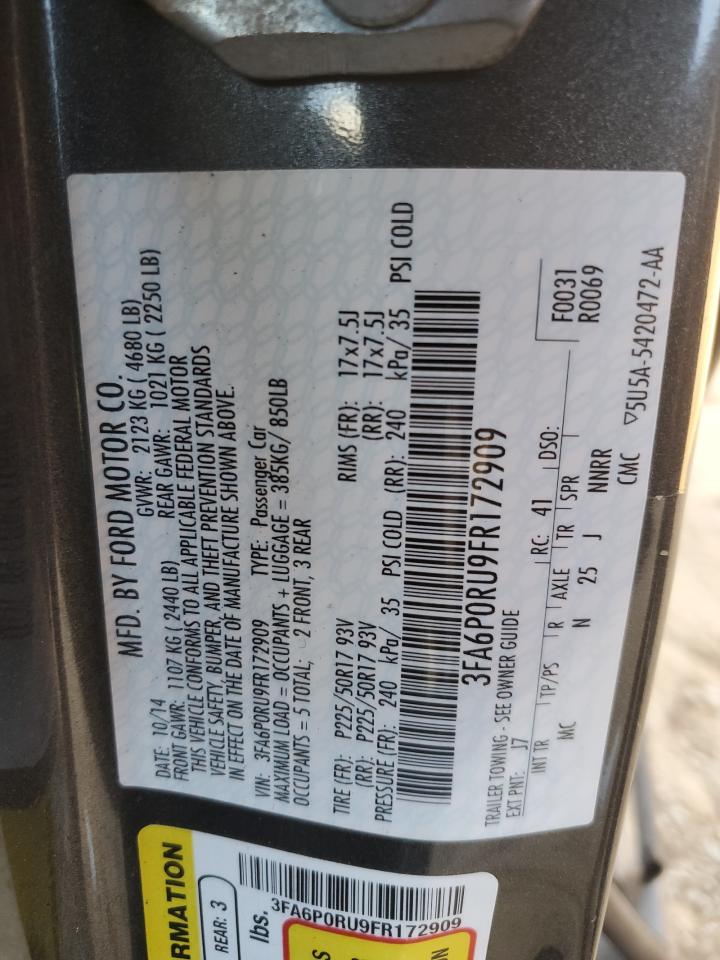 MFD. BY FORD MOTOR CO.
DATE: 10/14 GVWR: 2123 KG ( 4680 LB)
FRONT GAWR: 1107 KG ( 2440 LB) REAR GAWR: 1021 KG ( 2250 LB)
THIS VEHICLE CONFORMS TO ALL APPLICABLE FEDERAL MOTOR
VEHICLE SAFETY, BUMPER, AND THEFT PREVENTION STANDARDS
IN EFFECT ON THE DATE OF MANUFACTURE SHOWN ABOVE.
VIN: 3FA6P0RU9FR172909 TYPE: Passenger Car
MAXIMUM LOAD = OCCUPANTS + LUGGAGE = 385KG/ 850LB
OCCUPANTS = 5 TOTAL; 2 FRONT, 3 REAR
TIRE (FR): P225/50R17 93V RIMS (FR): 17x7.5J
(RR): P225/50R17 93V (RR): 17x7.5J
PRESSURE (FR): 240 kPa/ 35 PSI COLD (RR): 240 kPa/ 35 PSI COLD
3FA6P0RU9FR172909
TRAILER TOWING - SEE OWNER GUIDE
EXT PNT: J7 RC: 41 DSO: F0031
R0069
INT TR TP/PS R AXLE TR SPR
MC N 25 J NNRR
CMC ▽5U5A-5420472-AA
RMATION
REAR: 3
lbs.
3FA6P0RU9FR172909